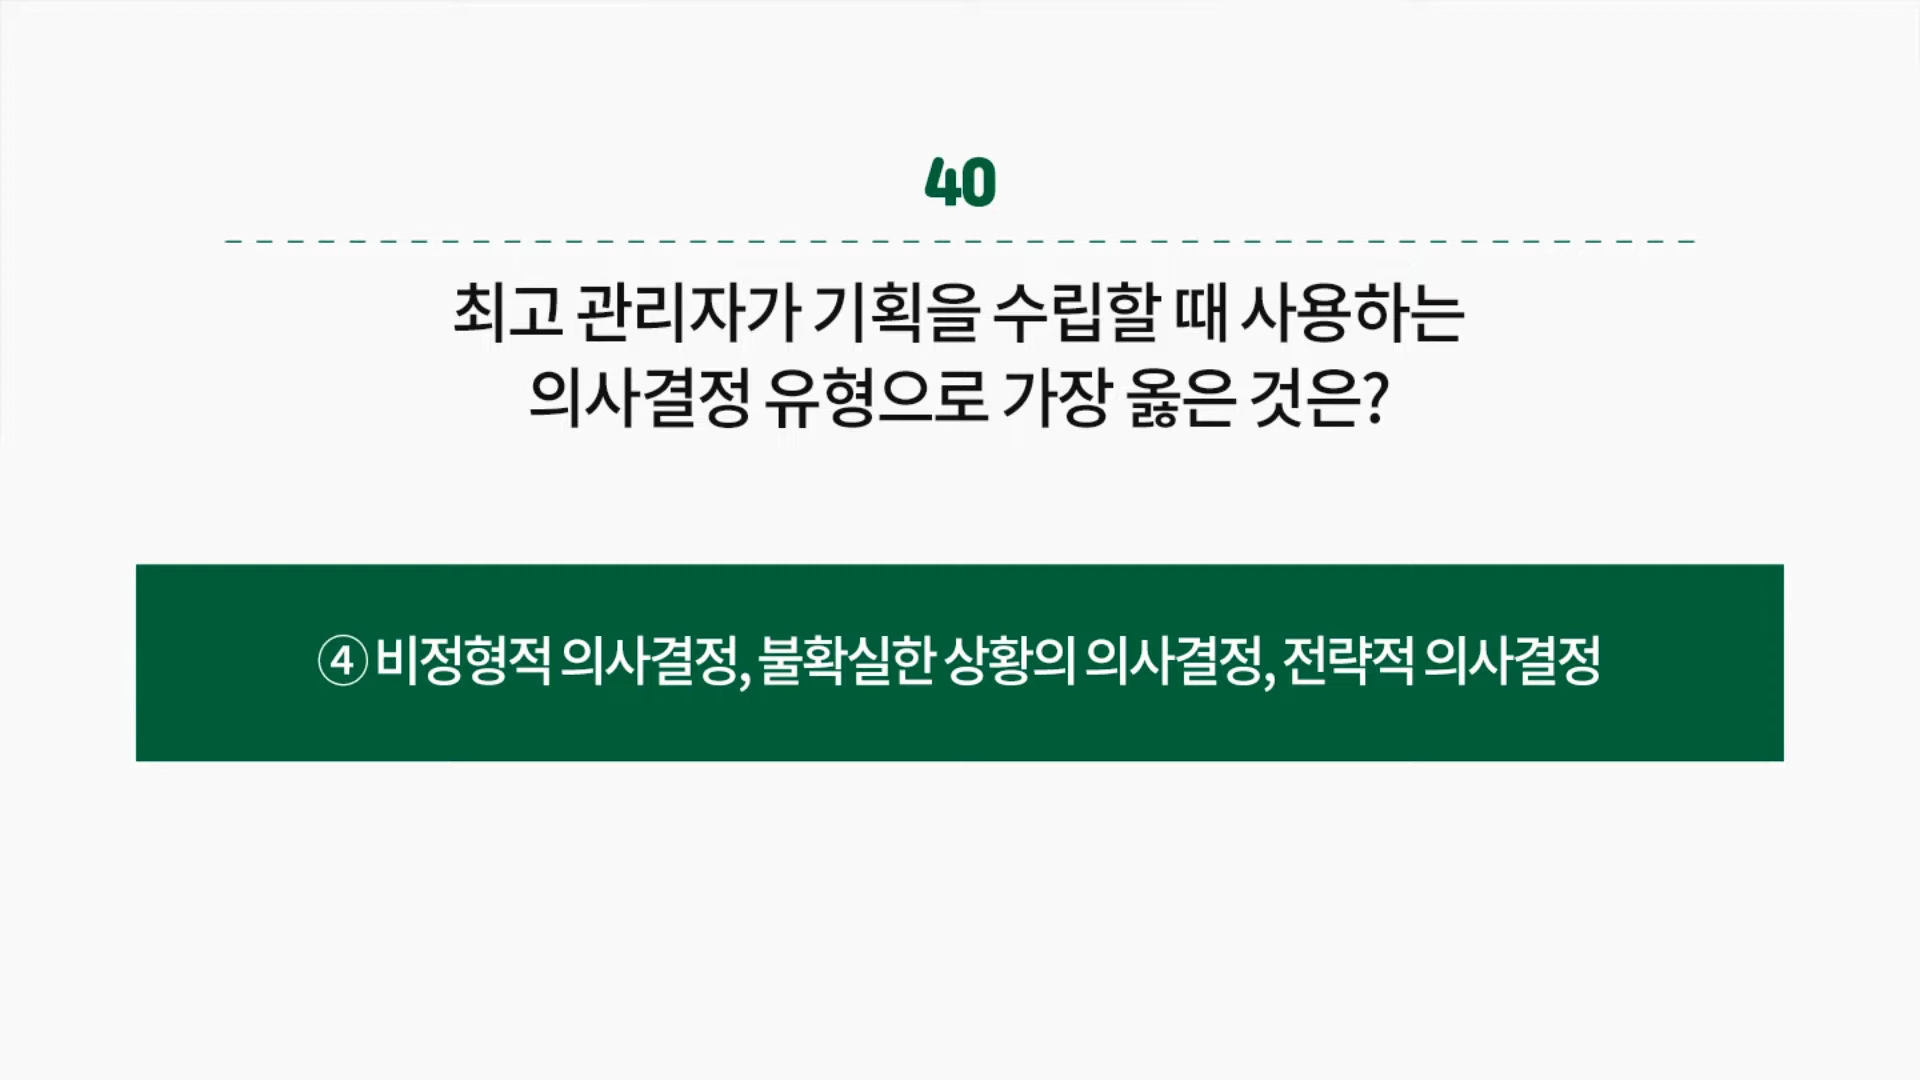 40
최고 관리자가 기획을 수립할 때 사용하는
의사결정 유형으로 가장 옳은 것은?
④ 비정형적 의사결정, 불확실한 상황의 의사결정, 전략적 의사결정